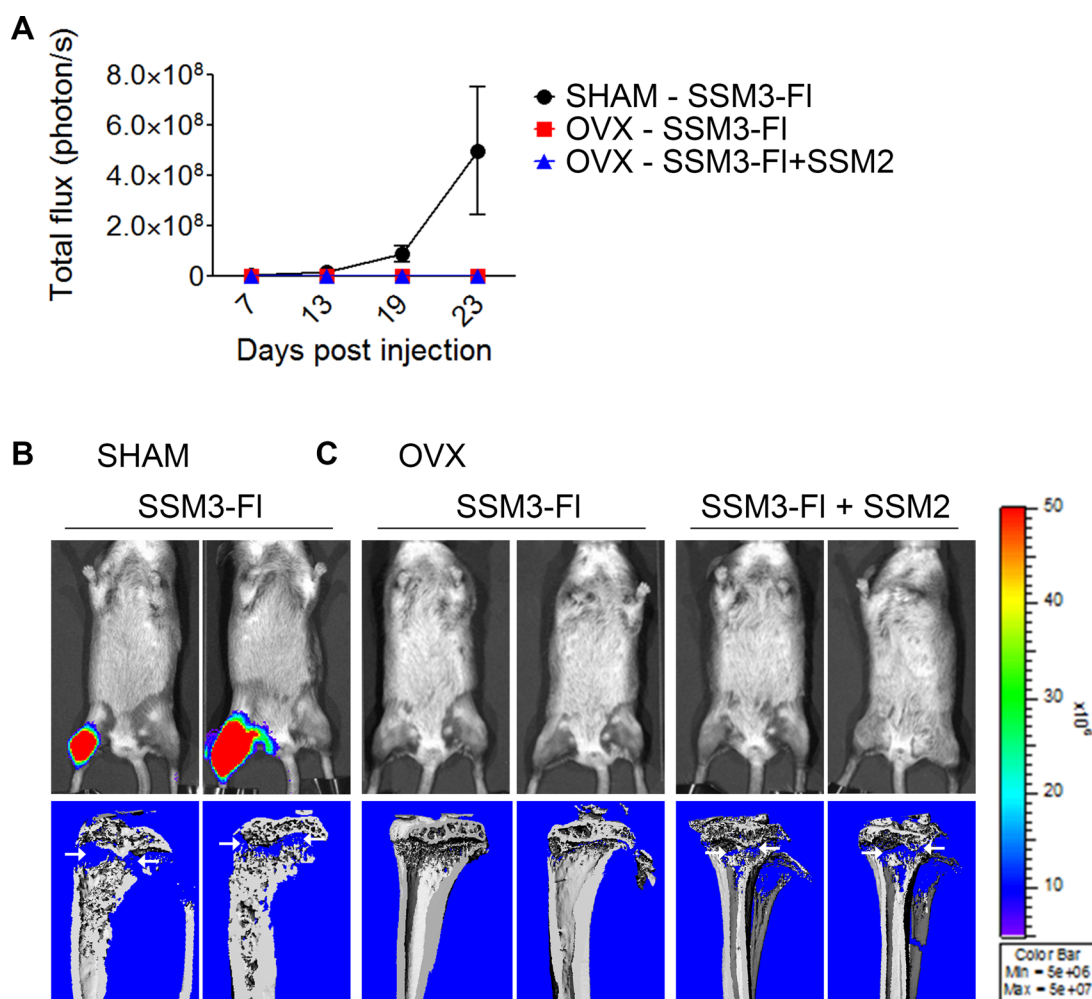 A
Total flux (photon/s)
8.0×10⁸
6.0×10⁸
4.0×10⁸
2.0×10⁸
0
7
13
19
23
Days post injection
SHAM - SSM3-Fl
OVX - SSM3-Fl
OVX - SSM3-Fl+SSM2
B SHAM
SSM3-Fl
C OVX
SSM3-Fl
SSM3-Fl + SSM2
50
40
30
20
10
x10⁶
Color Bar
Min = 5e+06
Max = 5e+07